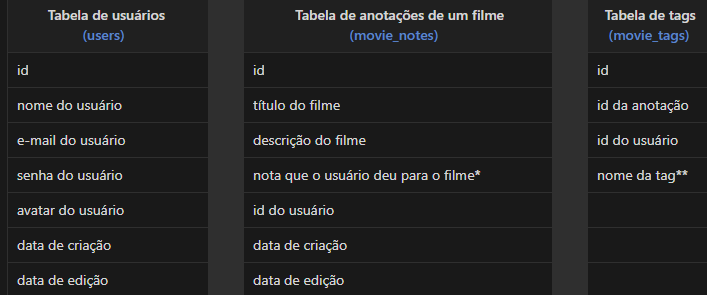 Tabela de usuários
(users)
Tabela de anotações de um filme
(movie_notes)
Tabela de tags
(movie_tags)
id
id
id
nome do usuário
título do filme
id da anotação
e-mail do usuário
descrição do filme
id do usuário
senha do usuário
nota que o usuário deu para o filme*
nome da tag**
avatar do usuário
id do usuário
data de criação
data de criação
data de edição
data de edição